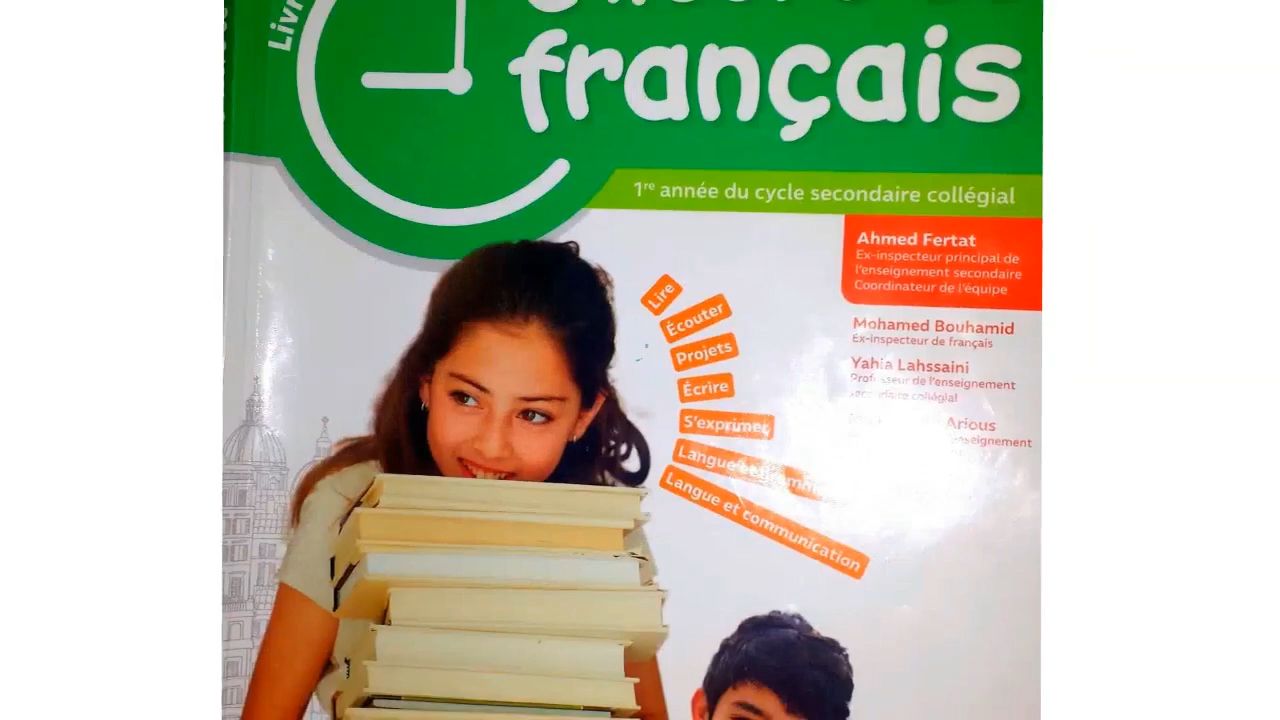 Livr
français
1re année du cycle secondaire collégial
Ahmed Fertat
Ex-inspecteur principal de
l'enseignement secondaire
Coordinateur de l'équipe
Lire
Écouter
Projets
Écrire
S'exprimer
Langue et
Langue et communication
Mohamed Bouhamid
Ex-inspecteur de français
Yahia Lahssaini
Professeur de l'enseignement
secondaire collégial
Arious
enseignement